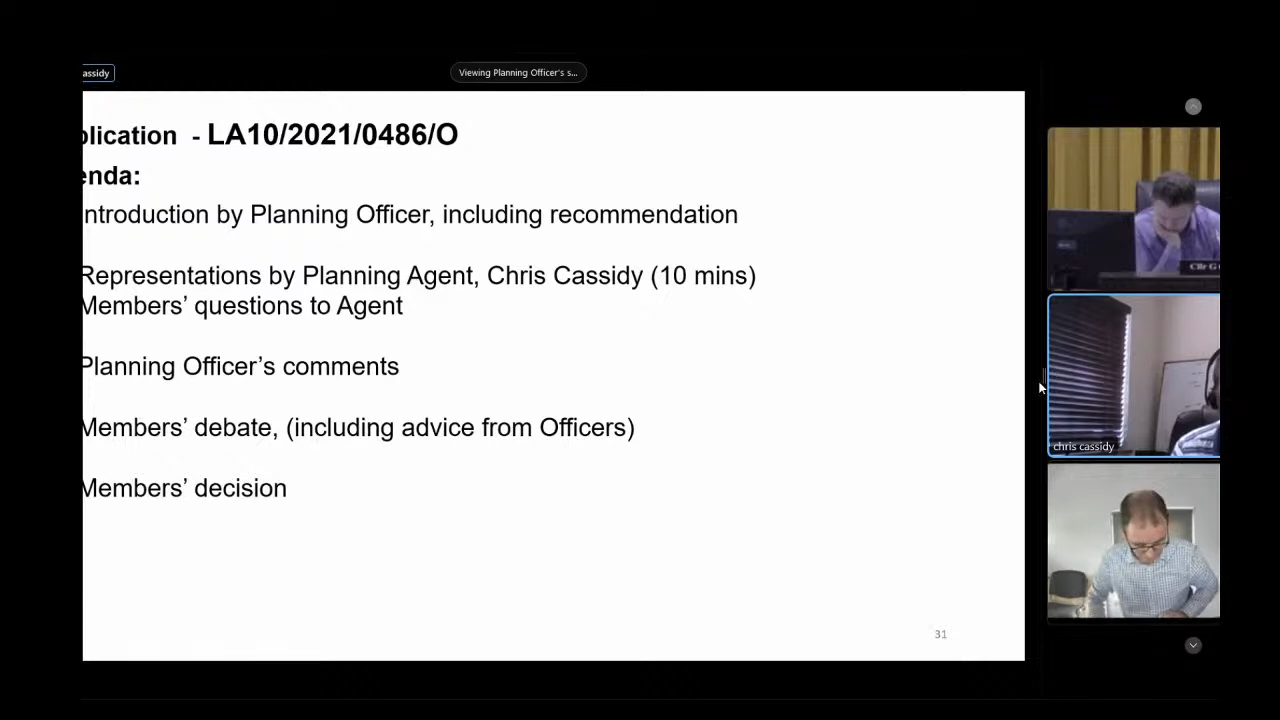 assidy
Viewing Planning Officer's s...
plication - LA10/2021/0486/O
enda:
ntroduction by Planning Officer, including recommendation
Representations by Planning Agent, Chris Cassidy (10 mins)
Members’ questions to Agent
Planning Officer’s comments
Members’ debate, (including advice from Officers)
Members’ decision
31
Cllr G
chris cassidy